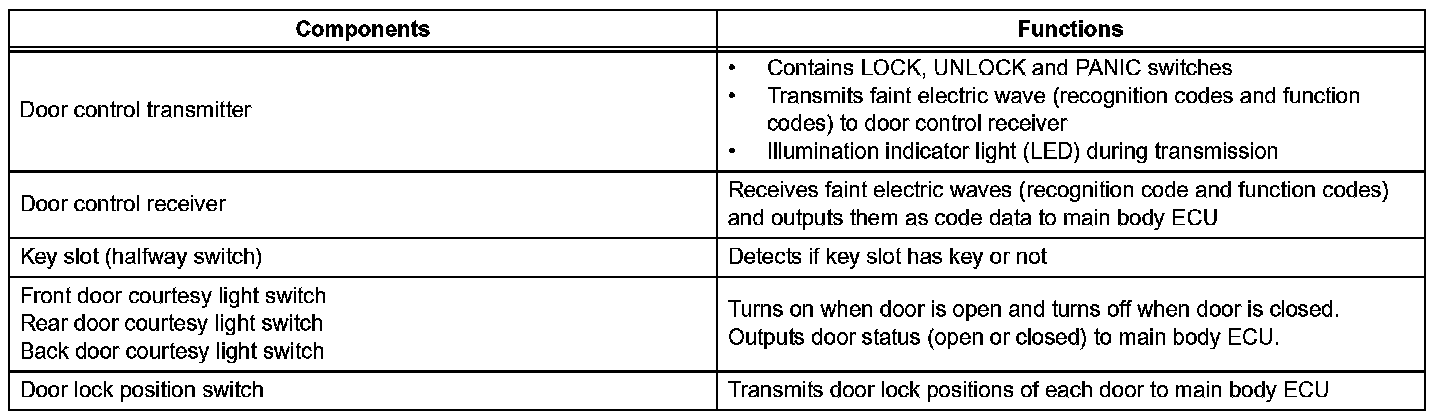 Components
Functions
Door control transmitter
• Contains LOCK, UNLOCK and PANIC switches
• Transmits faint electric wave (recognition codes and function
codes) to door control receiver
• Illumination indicator light (LED) during transmission
Door control receiver
Receives faint electric waves (recognition code and function codes)
and outputs them as code data to main body ECU
Key slot (halfway switch)
Detects if key slot has key or not
Front door courtesy light switch
Rear door courtesy light switch
Back door courtesy light switch
Turns on when door is open and turns off when door is closed.
Outputs door status (open or closed) to main body ECU.
Door lock position switch
Transmits door lock positions of each door to main body ECU